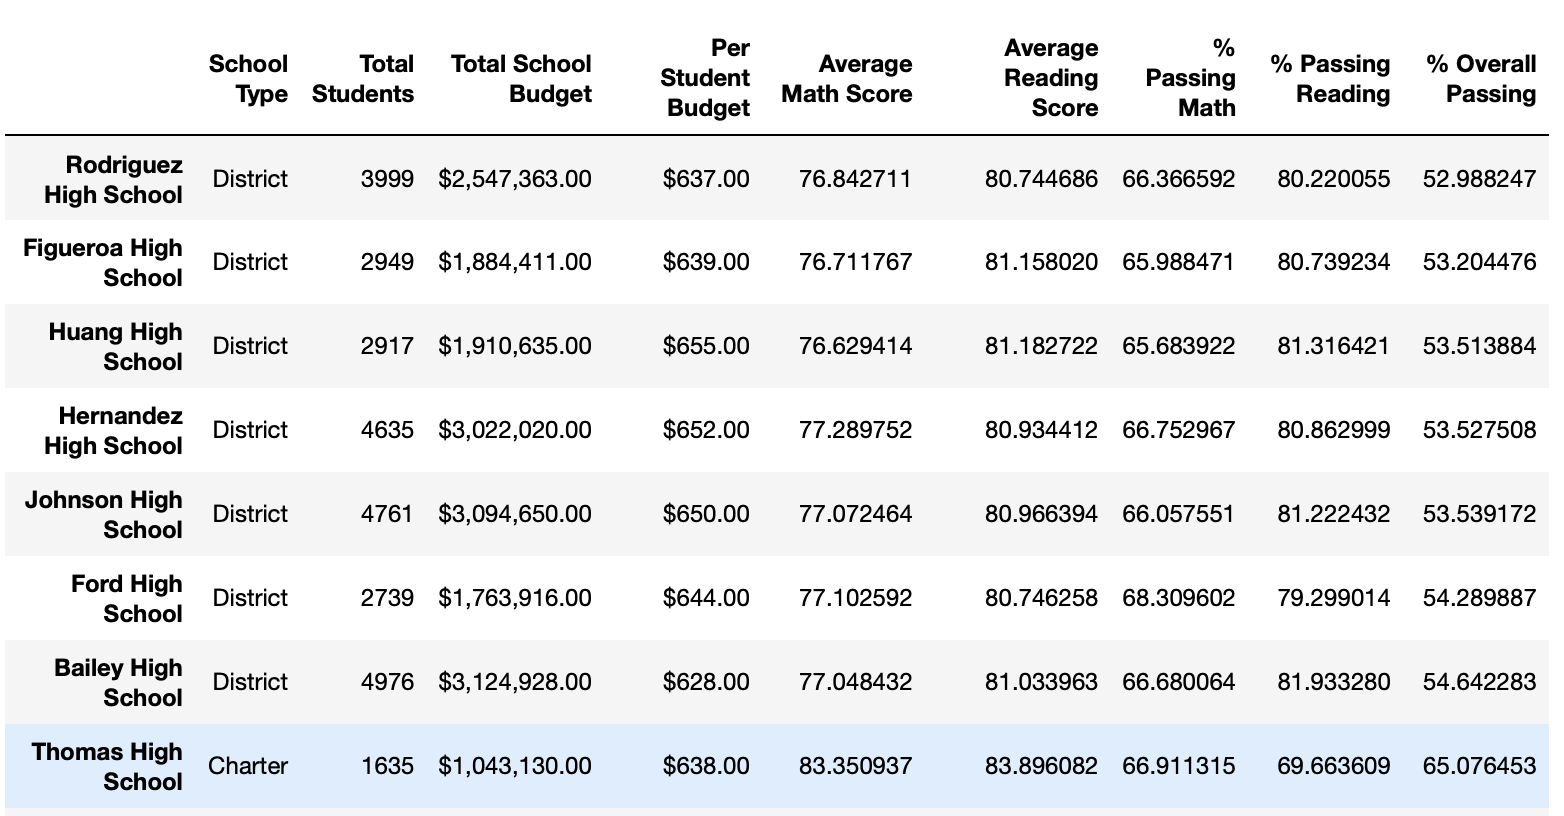 School Type Total Students Total School Budget Per Student Budget Average Math Score Average Reading Score % Passing Math % Passing Reading % Overall Passing
Rodriguez High School District 3999 $2,547,363.00 $637.00 76.842711 80.744686 66.366592 80.220055 52.988247
Figueroa High School District 2949 $1,884,411.00 $639.00 76.711767 81.158020 65.988471 80.739234 53.204476
Huang High School District 2917 $1,910,635.00 $655.00 76.629414 81.182722 65.683922 81.316421 53.513884
Hernandez High School District 4635 $3,022,020.00 $652.00 77.289752 80.934412 66.752967 80.862999 53.527508
Johnson High School District 4761 $3,094,650.00 $650.00 77.072464 80.966394 66.057551 81.222432 53.539172
Ford High School District 2739 $1,763,916.00 $644.00 77.102592 80.746258 68.309602 79.299014 54.289887
Bailey High School District 4976 $3,124,928.00 $628.00 77.048432 81.033963 66.680064 81.933280 54.642283
Thomas High School Charter 1635 $1,043,130.00 $638.00 83.350937 83.896082 66.911315 69.663609 65.076453